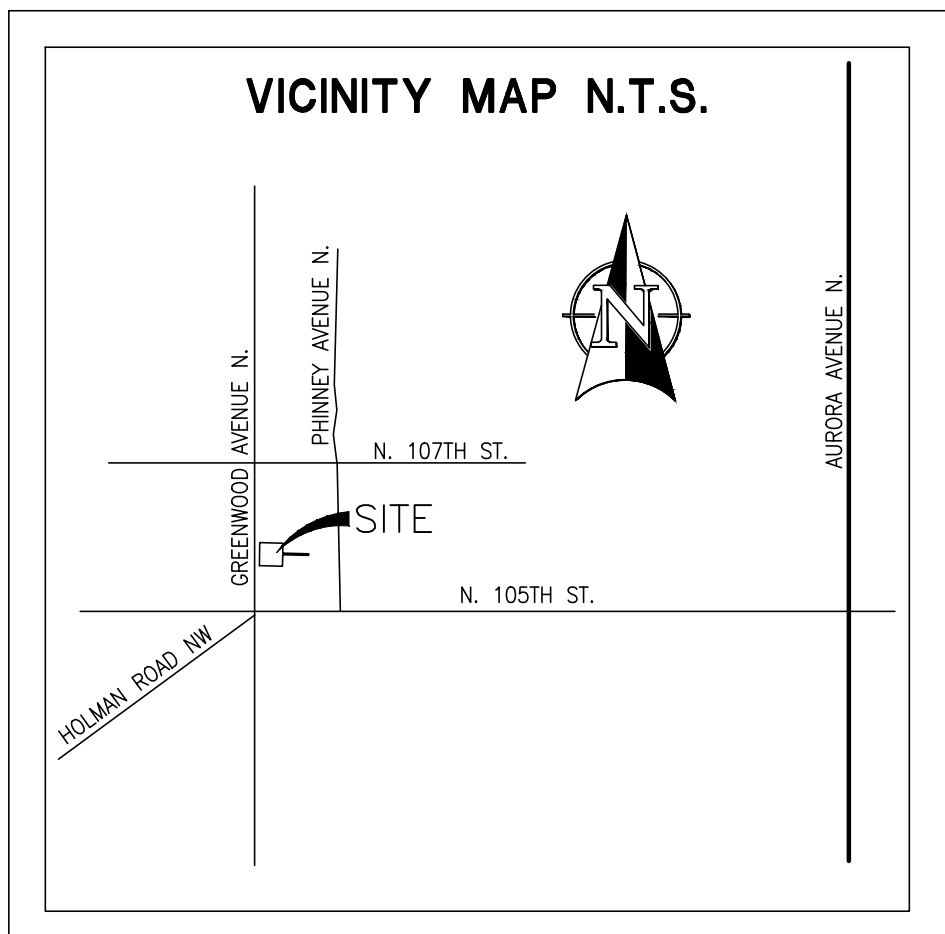 VICINITY MAP N.T.S.
PHINNEY AVENUE N.
N
AURORA AVENUE N.
GREENWOOD AVENUE N.
N. 107TH ST.
SITE
N. 105TH ST.
HOLMAN ROAD NW